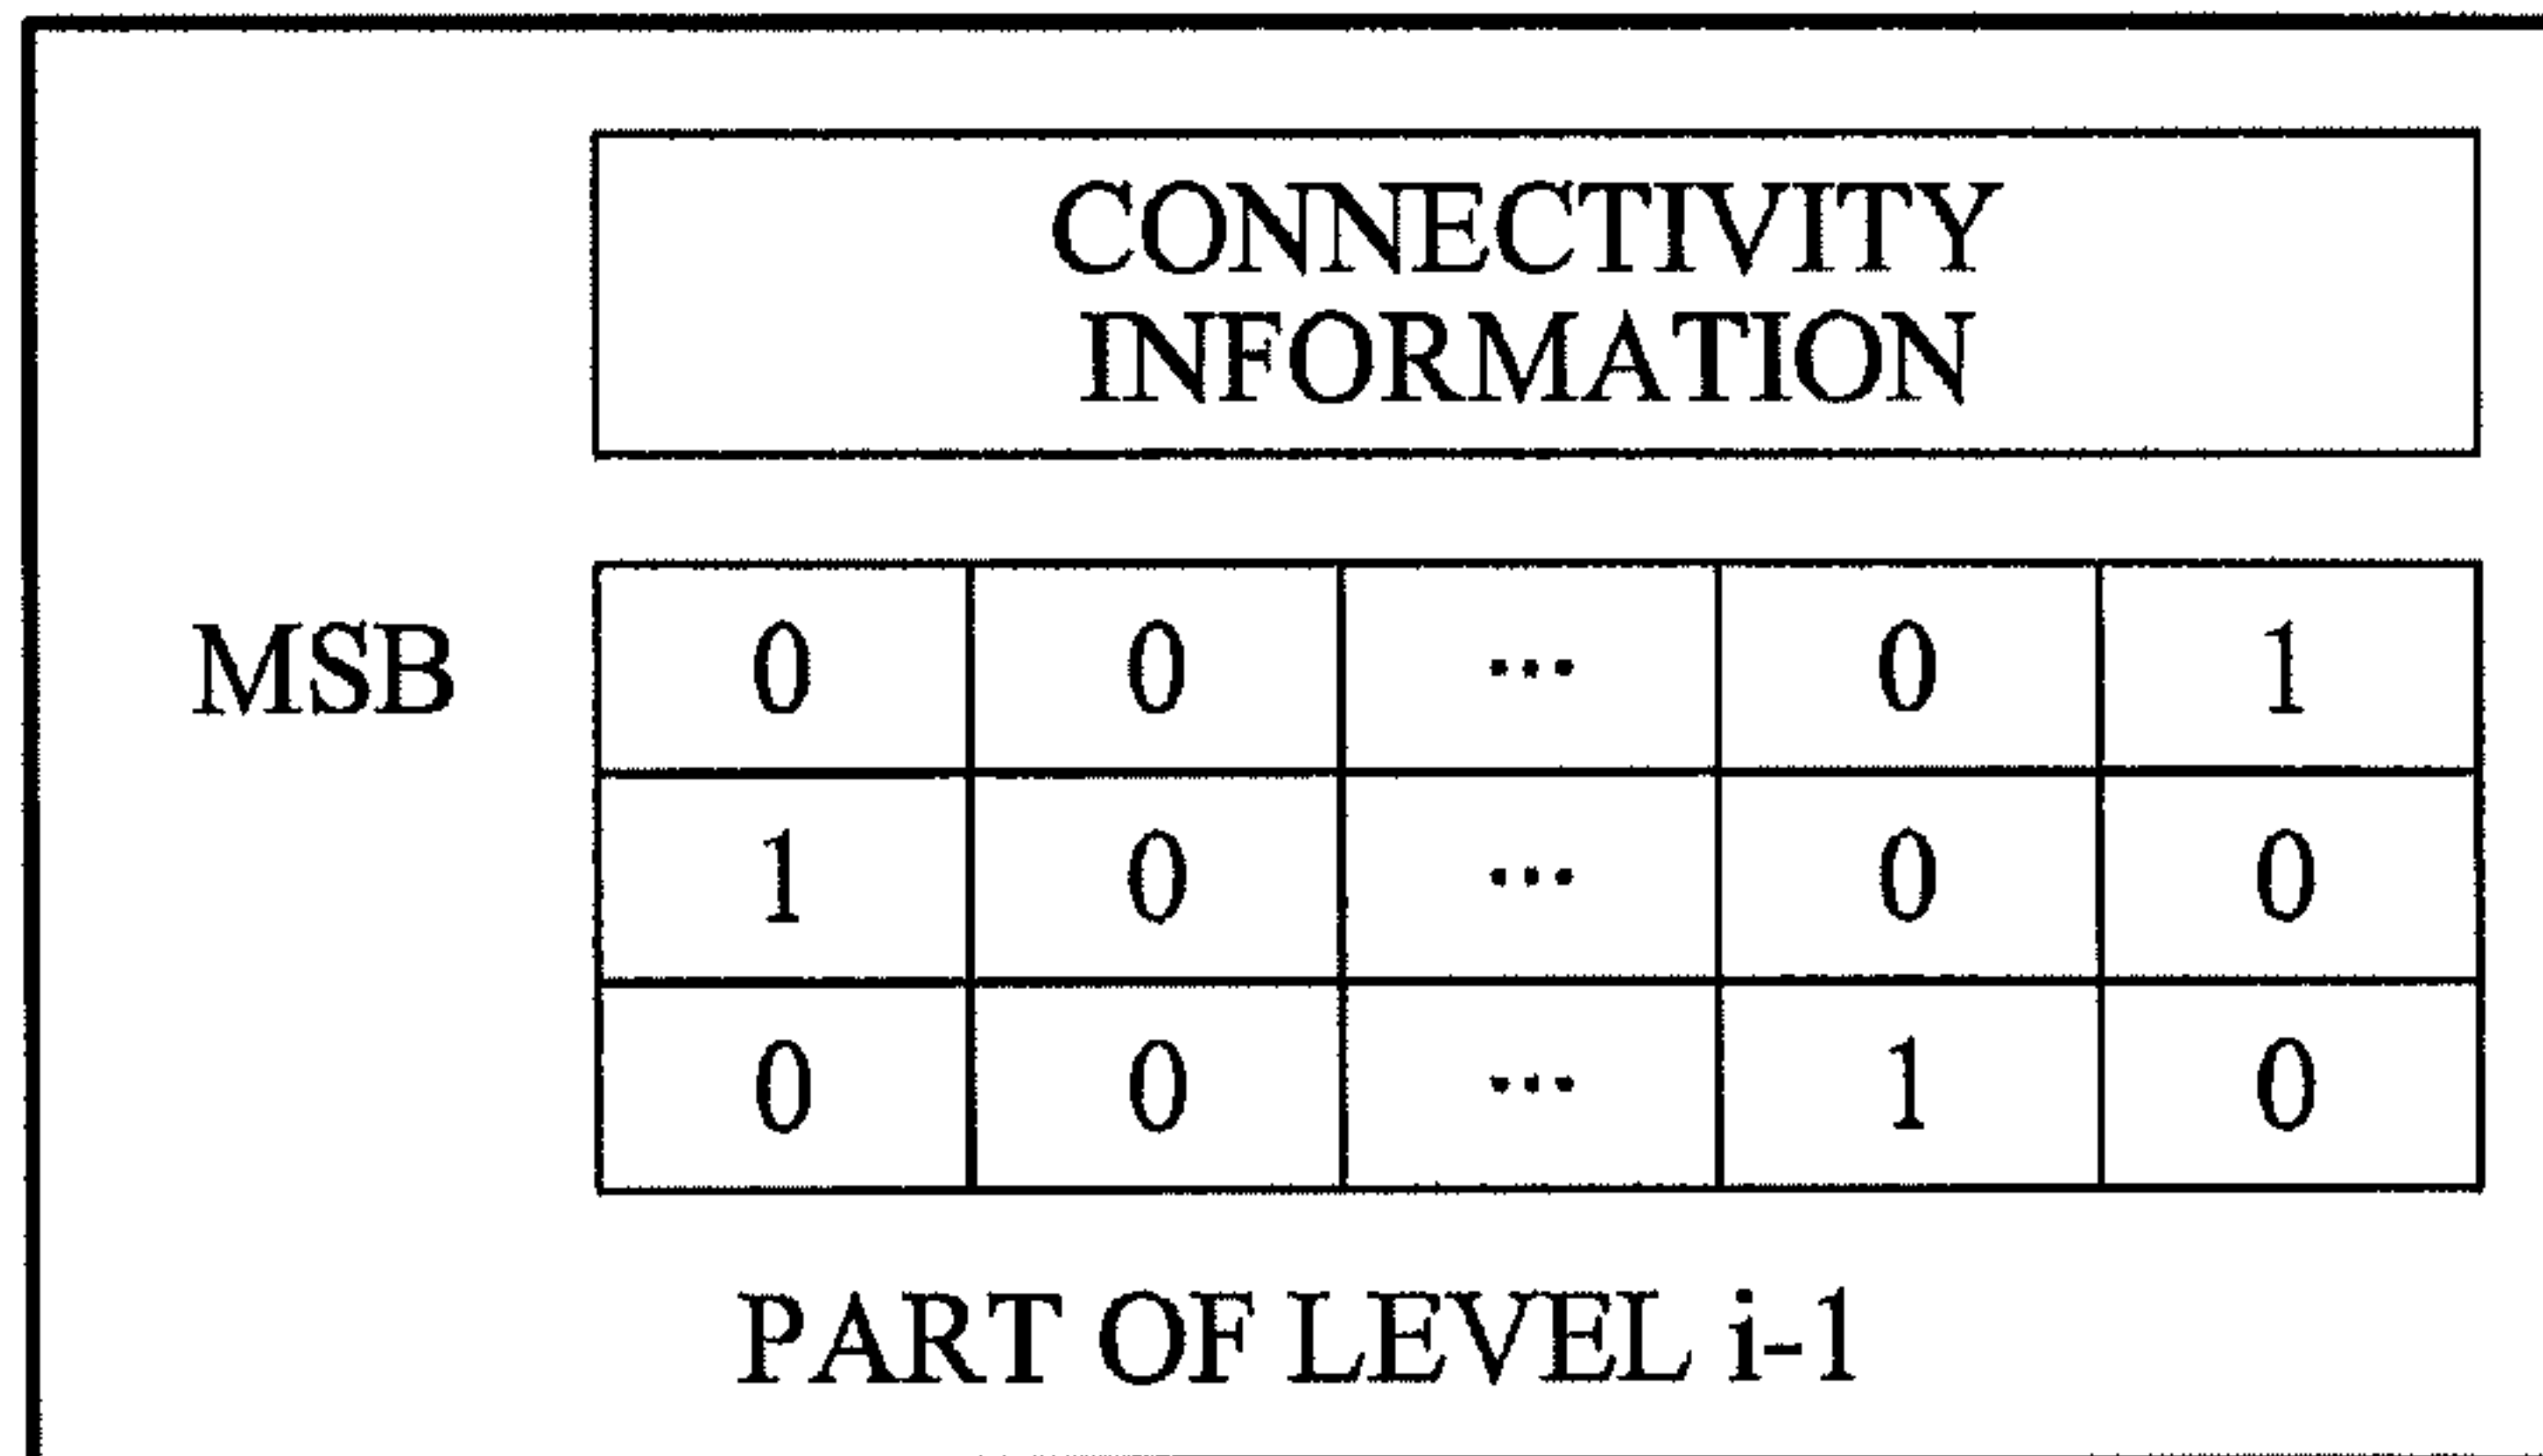 CONNECTIVITY
INFORMATION
MSB 0 0 ... 0 1
1 0 ... 0 0
0 0 ... 1 0
PART OF LEVEL i-1